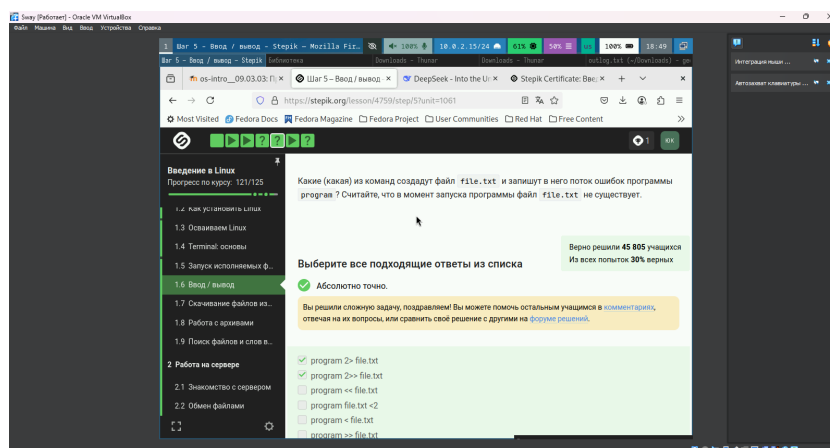 Sway [Работает] - Oracle VM VirtualBox
Файл Машина Вид Ввод Устройства Справка
1 Шаг 5 – Ввод / вывод – Stepik — Mozilla Fir… 100% 10.0.2.15/24 61% 50% us 100% 18:49
Шаг 5 – Ввод / вывод – Stepik Библиотека Downloads – Thunar Downloads – Thunar outlog.txt (~/Downloads) – ge
os-intro__09.03.03: П × Шаг 5 – Ввод / вывод × DeepSeek - Into the Un × Stepik Certificate: Вве × +
https://stepik.org/lesson/4759/step/5?unit=1061
Most Visited Fedora Docs Fedora Magazine Fedora Project User Communities Red Hat Free Content
1 ЮК
Введение в Linux
Прогресс по курсу: 121/125
1.2 Как установить Linux
1.3 Осваиваем Linux
1.4 Terminal: основы
1.5 Запуск исполняемых ф…
1.6 Ввод / вывод
1.7 Скачивание файлов из…
1.8 Работа с архивами
1.9 Поиск файлов и слов в…
2 Работа на сервере
2.1 Знакомство с сервером
2.2 Обмен файлами
Какие (какая) из команд создадут файл file.txt и запишут в него поток ошибок программы
program ? Считайте, что в момент запуска программы файл file.txt не существует.
Верно решили 45 805 учащихся
Из всех попыток 30% верных
Выберите все подходящие ответы из списка
Абсолютно точно.
Вы решили сложную задачу, поздравляем! Вы можете помочь остальным учащимся в комментариях,
отвечая на их вопросы, или сравнить своё решение с другими на форуме решений.
program 2> file.txt
program 2>> file.txt
program << file.txt
program file.txt <2
program < file.txt
program >> file.txt
Интеграция мыши ...
Автозахват клавиатуры ...